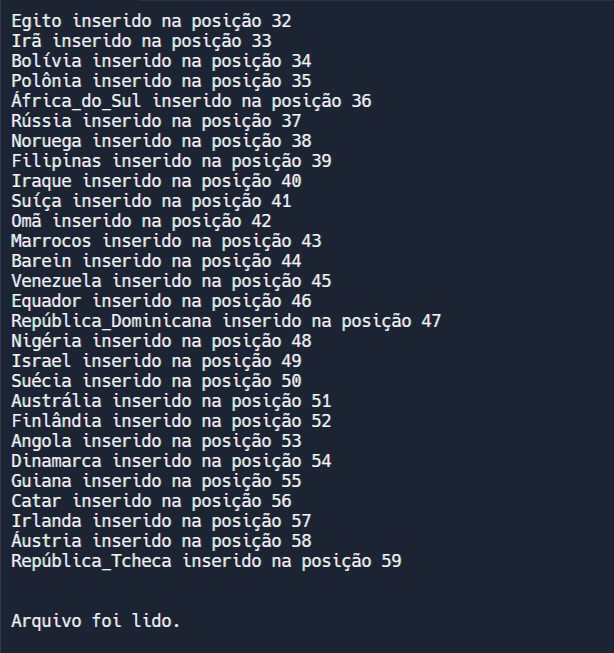 Egito inserido na posição 32
Irã inserido na posição 33
Bolívia inserido na posição 34
Polônia inserido na posição 35
África_do_Sul inserido na posição 36
Rússia inserido na posição 37
Noruega inserido na posição 38
Filipinas inserido na posição 39
Iraque inserido na posição 40
Suíça inserido na posição 41
Omã inserido na posição 42
Marrocos inserido na posição 43
Barein inserido na posição 44
Venezuela inserido na posição 45
Equador inserido na posição 46
República_Dominicana inserido na posição 47
Nigéria inserido na posição 48
Israel inserido na posição 49
Suécia inserido na posição 50
Austrália inserido na posição 51
Finlândia inserido na posição 52
Angola inserido na posição 53
Dinamarca inserido na posição 54
Guiana inserido na posição 55
Catar inserido na posição 56
Irlanda inserido na posição 57
Áustria inserido na posição 58
República_Tcheca inserido na posição 59
Arquivo foi lido.